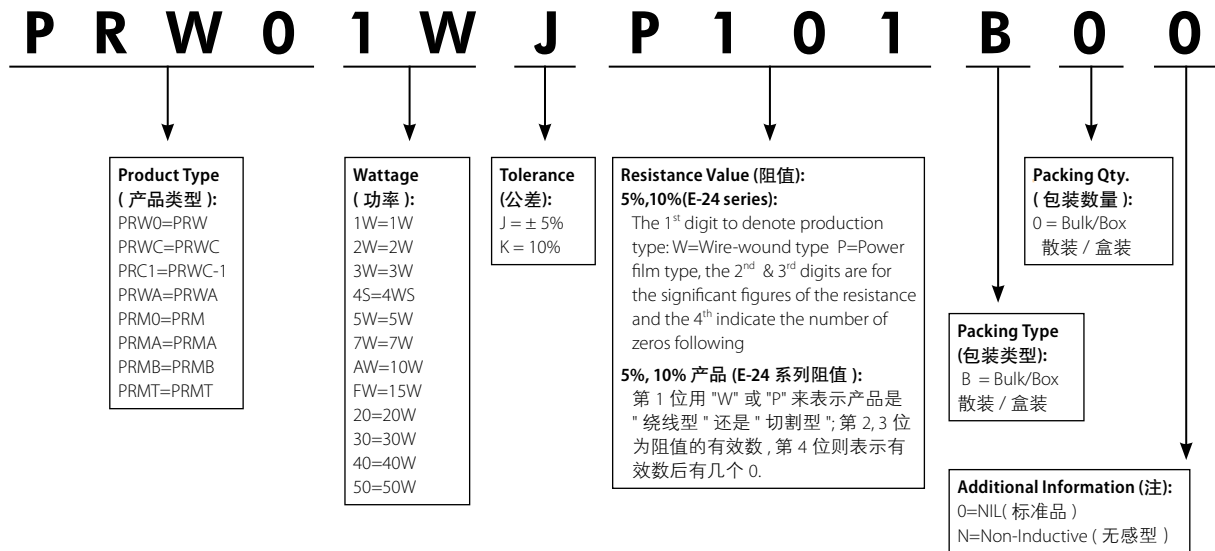 P R W 0 1 W J P 1 0 1 B 0 0
Product Type
( 产品类型 ):
PRW0=PRW
PRWC=PRWC
PRC1=PRWC-1
PRWA=PRWA
PRM0=PRM
PRMA=PRMA
PRMB=PRMB
PRMT=PRMT
Wattage
( 功率 ):
1W=1W
2W=2W
3W=3W
4S=4WS
5W=5W
7W=7W
AW=10W
FW=15W
20=20W
30=30W
40=40W
50=50W
Tolerance
(公差):
J = ± 5%
K = 10%
Resistance Value (阻值):
5%,10%(E-24 series):
The 1st digit to denote production
type: W=Wire-wound type P=Power
film type, the 2nd & 3rd digits are for
the significant figures of the resistance
and the 4th indicate the number of
zeros following
5%, 10% 产品 (E-24 系列阻值 ):
第 1 位用 "W" 或 "P" 来表示产品是
" 绕线型 " 还是 " 切割型 "; 第 2, 3 位
为阻值的有效数 , 第 4 位则表示有
效数后有几个 0.
Packing Type
(包装类型):
B = Bulk/Box
散装 / 盒装
Packing Qty.
( 包装数量 ):
0 = Bulk/Box
散装 / 盒装
Additional Information (注):
0=NIL( 标准品 )
N=Non-Inductive ( 无感型 )